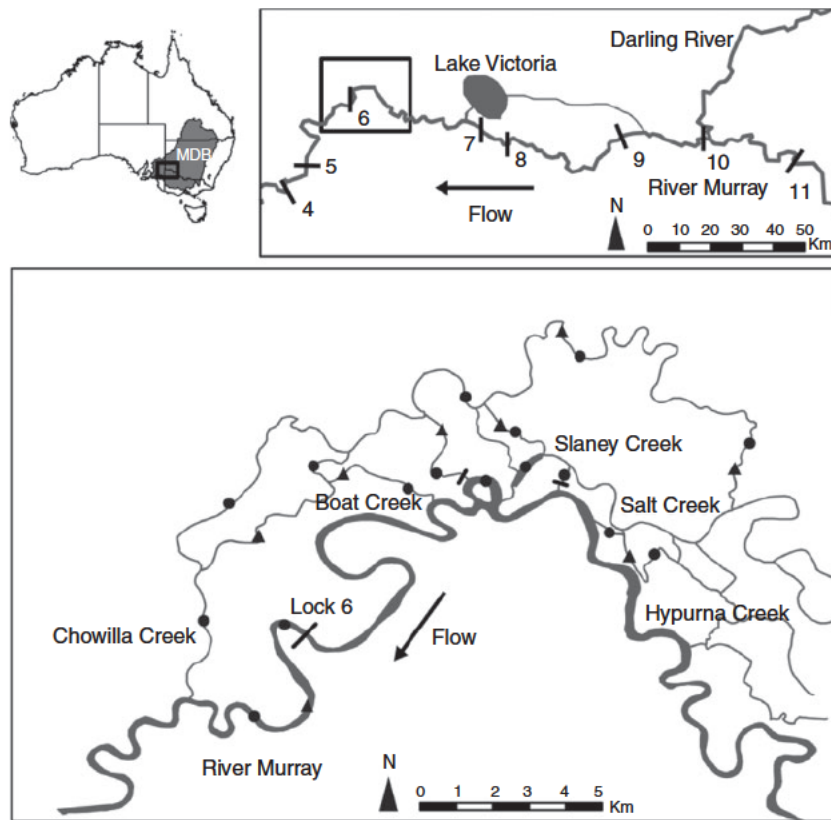 MDB
Darling River
Lake Victoria
6
7
8
9
10
11
5
4
River Murray
Flow
N
0 10 20 30 40 50
Km
Slaney Creek
Boat Creek
Salt Creek
Lock 6
Hypurna Creek
Chowilla Creek
Flow
River Murray
N
0 1 2 3 4 5
Km